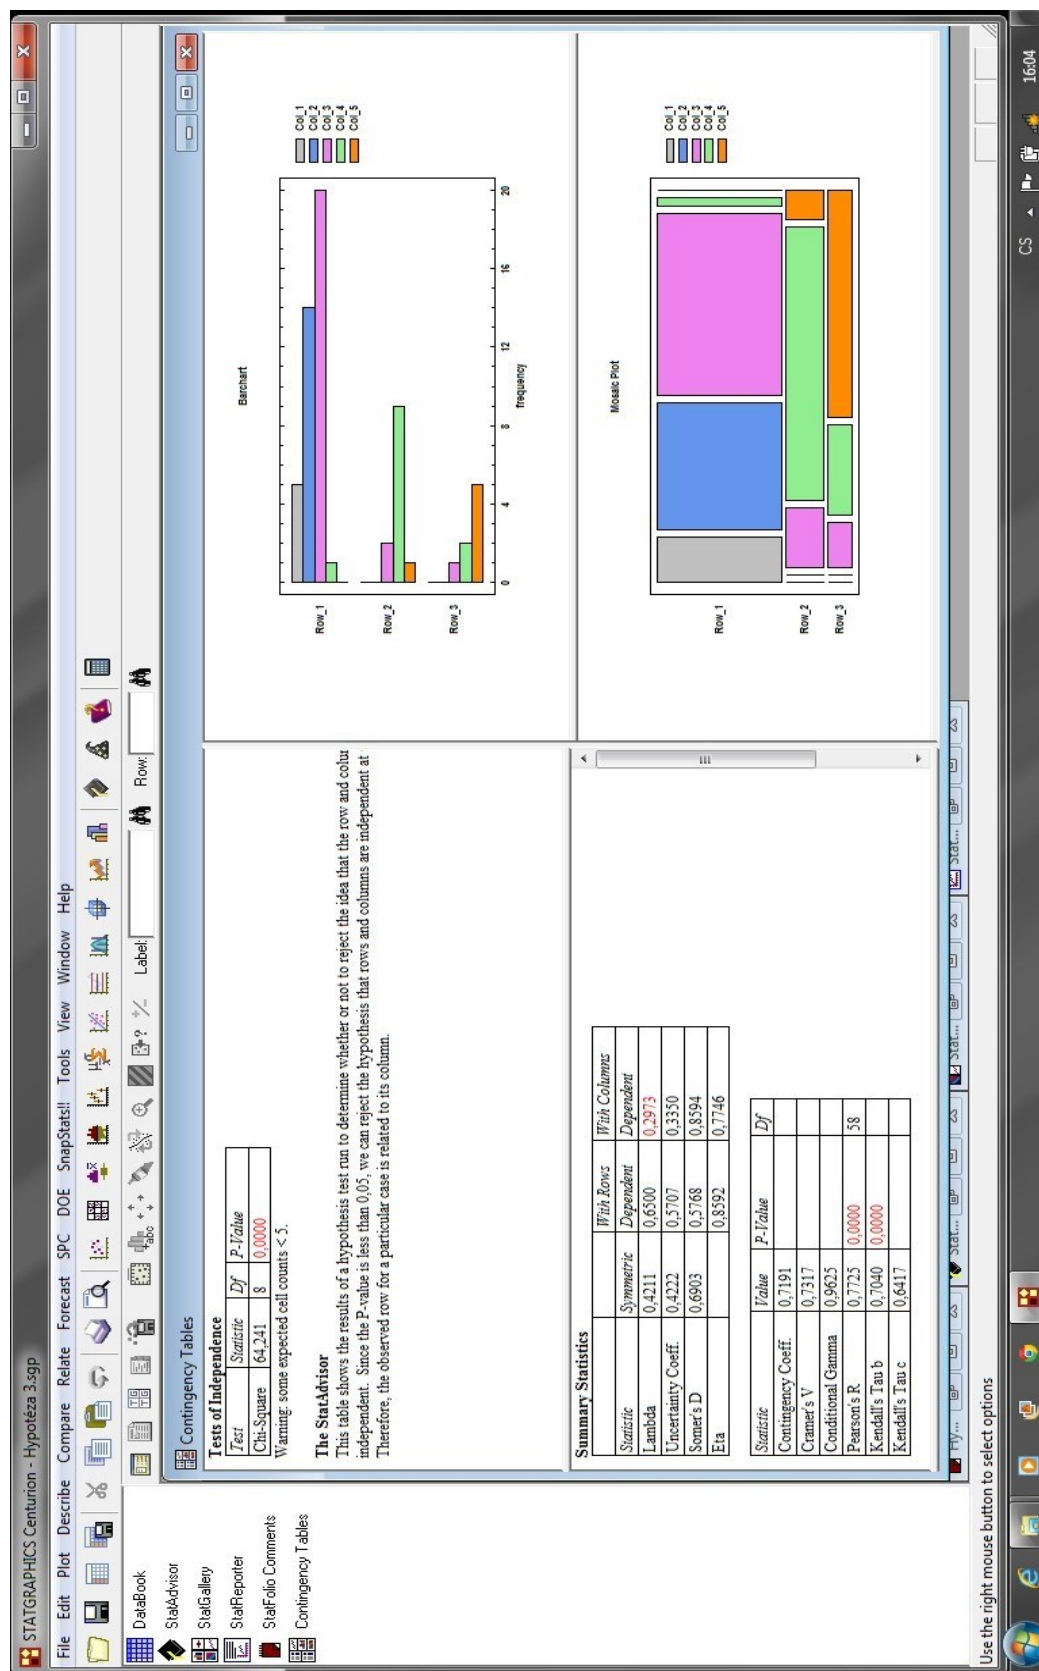 STATGRAPHICS Centurion - Hypotéza 3.sgp
File Edit Plot Describe Compare Relate Forecast SPC DOE SnapStats!! Tools View Window Help
Label: Row:
DataBook
StatAdvisor
StatGallery
StatReporter
StatFolio Comments
Contingency Tables
Contingency Tables
Tests of Independence
Test Statistic Df P-Value
Chi-Square 64,241 8 0,0000
Warning: some expected cell counts < 5.
The StatAdvisor
This table shows the results of a hypothesis test run to determine whether or not to reject the idea that the row and colum
independent. Since the P-value is less than 0,05, we can reject the hypothesis that rows and columns are independent at
Therefore, the observed row for a particular case is related to its column.
Barchart
Row_1
Row_2
Row_3
0 4 8 12 16 20
frequency
Col_1
Col_2
Col_3
Col_4
Col_5
Summary Statistics
With Rows With Columns
Statistic Symmetric Dependent Dependent
Lambda 0,4211 0,6500 0,2973
Uncertainty Coeff. 0,4222 0,5707 0,3350
Somer's D 0,6903 0,5768 0,8594
Eta 0,8592 0,7746
Statistic Value P-Value Df
Contingency Coeff. 0,7191
Cramer's V 0,7317
Conditional Gamma 0,9625
Pearson's R 0,7725 0,0000 58
Kendall's Tau b 0,7040 0,0000
Kendall's Tau c 0,6417
Mosaic Plot
Row_1
Row_2
Row_3
Col_1
Col_2
Col_3
Col_4
Col_5
Hy... Stat... Stat... Stat...
Use the right mouse button to select options
CS 16:04